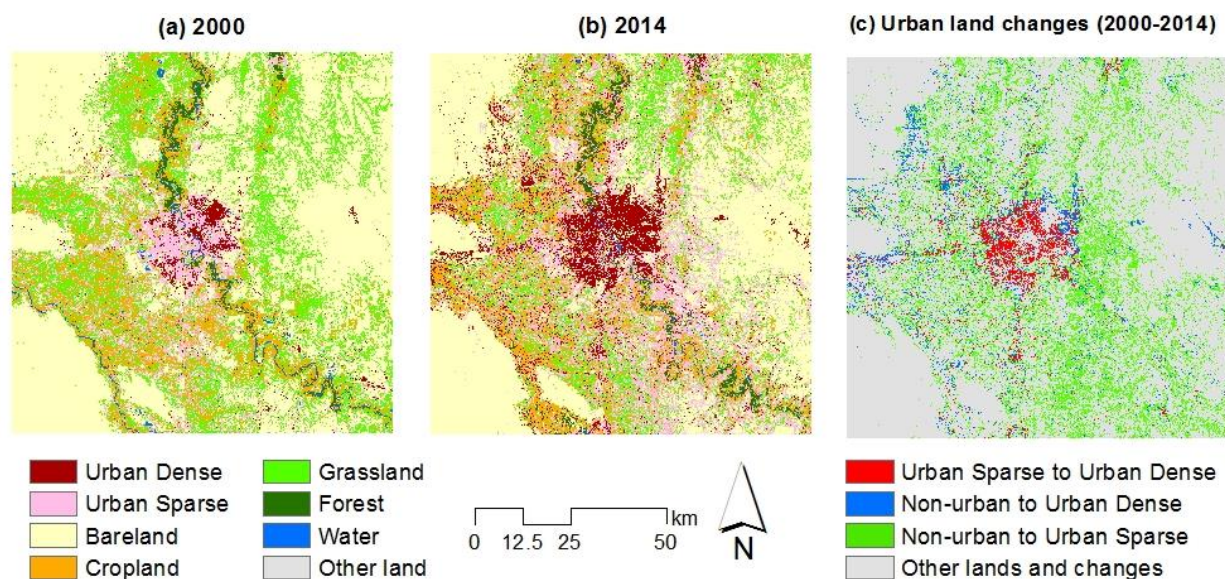 (a) 2000
(b) 2014
(c) Urban land changes (2000-2014)
Urban Dense
Urban Sparse
Bareland
Cropland
Grassland
Forest
Water
Other land
km
0 12.5 25 50
N
Urban Sparse to Urban Dense
Non-urban to Urban Dense
Non-urban to Urban Sparse
Other lands and changes